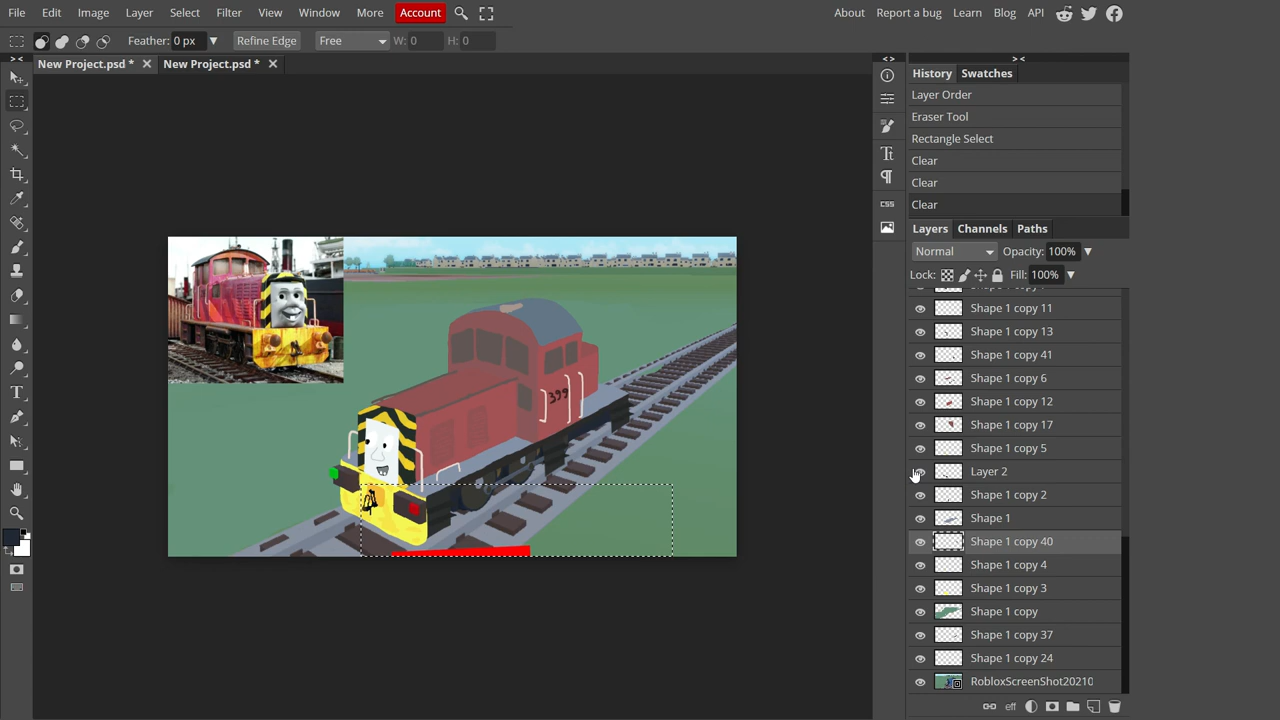 File Edit Image Layer Select Filter View Window More Account About Report a bug Learn Blog API
Feather: 0 px Refine Edge Free W: 0 H: 0
New Project.psd * New Project.psd *
History Swatches
Layer Order
Eraser Tool
Rectangle Select
Clear
Clear
Clear
Layers Channels Paths
Normal Opacity: 100%
Lock: Fill: 100%
Shape 1 copy 11
Shape 1 copy 13
Shape 1 copy 41
Shape 1 copy 6
Shape 1 copy 12
Shape 1 copy 17
Shape 1 copy 5
Layer 2
Shape 1 copy 2
Shape 1
Shape 1 copy 40
Shape 1 copy 4
Shape 1 copy 3
Shape 1 copy
Shape 1 copy 37
Shape 1 copy 24
RobloxScreenShot20210
eff
CSS
399